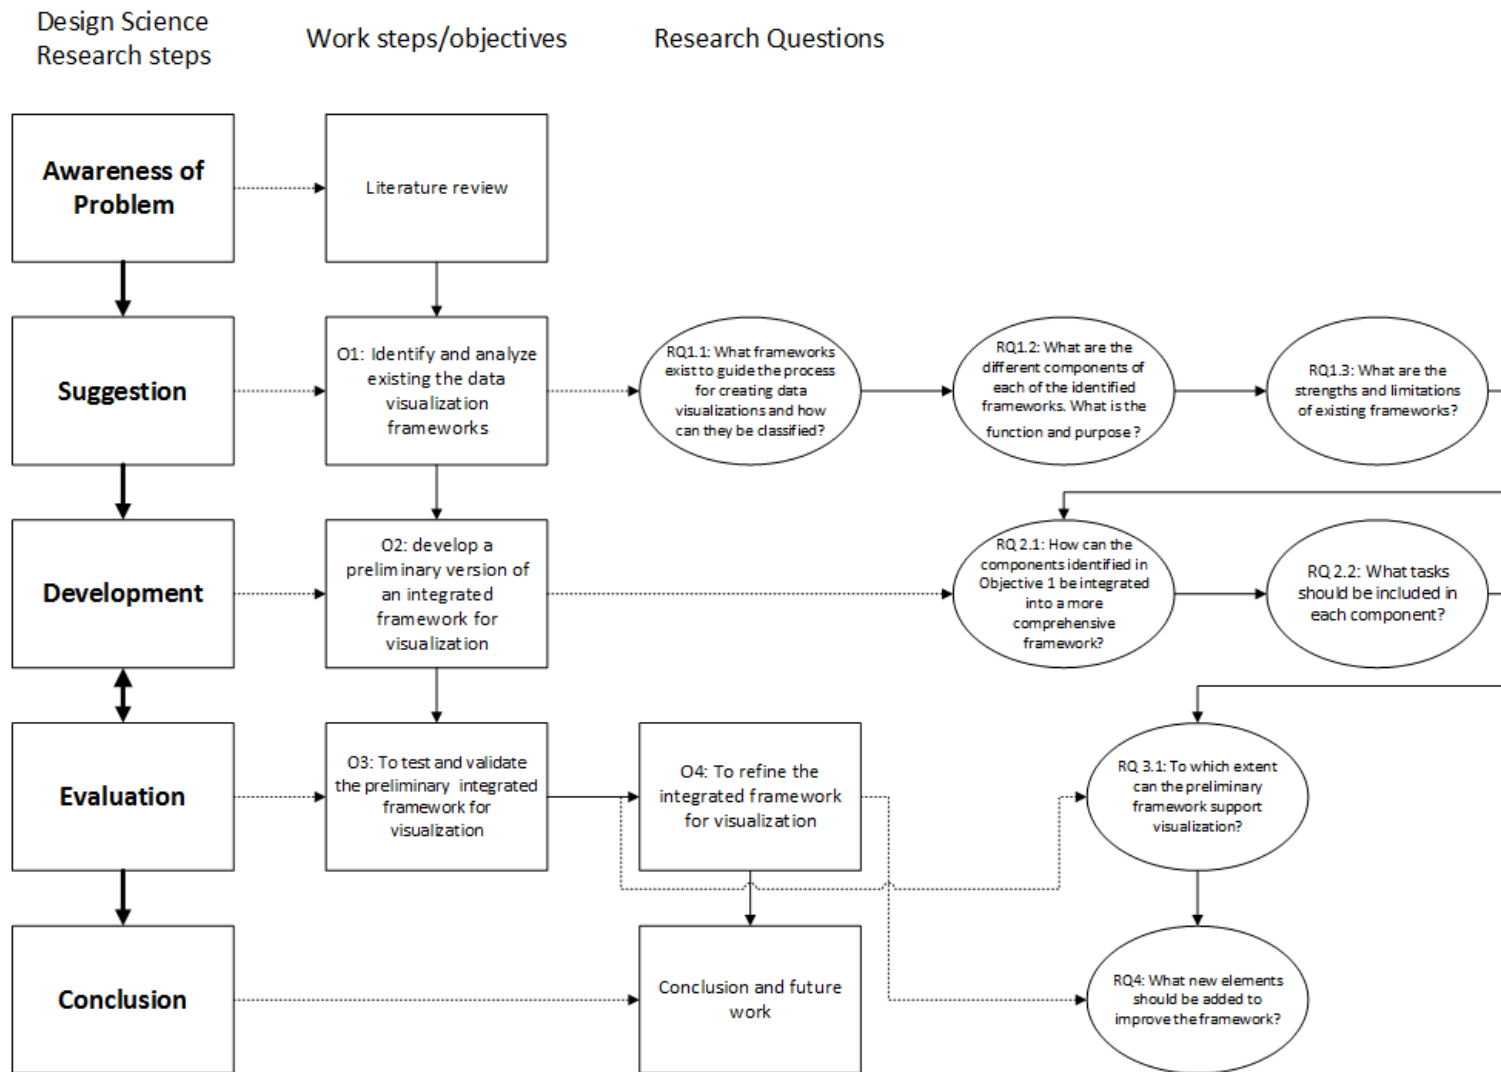 Design Science
Research steps
Work steps/objectives
Research Questions
Awareness of
Problem
Literature review
Suggestion
O1: Identify and analyze
existing the data
visualization
frameworks
RQ1.1: What frameworks
exist to guide the process
for creating data
visualizations and how
can they be classified?
RQ1.2: What are the
different components of
each of the identified
frameworks. What is the
function and purpose?
RQ1.3: What are the
strengths and limitations
of existing frameworks?
Development
O2: develop a
preliminary version of
an integrated
framework for
visualization
RQ 2.1: How can the
components identified in
Objective 1 be integrated
into a more
comprehensive
framework?
RQ 2.2: What tasks
should be included in
each component?
Evaluation
O3: To test and validate
the preliminary integrated
framework for
visualization
O4: To refine the
integrated framework
for visualization
RQ 3.1: To which extent
can the preliminary
framework support
visualization?
Conclusion
Conclusion and future
work
RQ4: What new elements
should be added to
improve the framework?